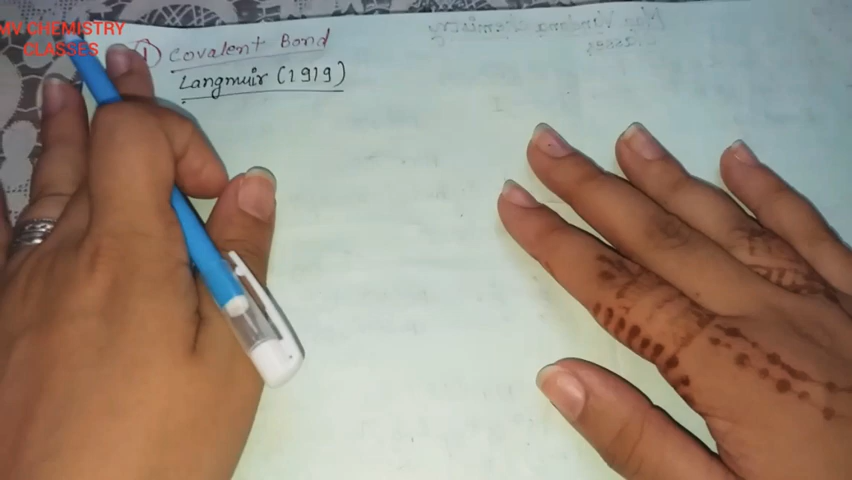 MV CHEMISTRY
CLASSES
① Covalent Bond
Langmuir (1919)